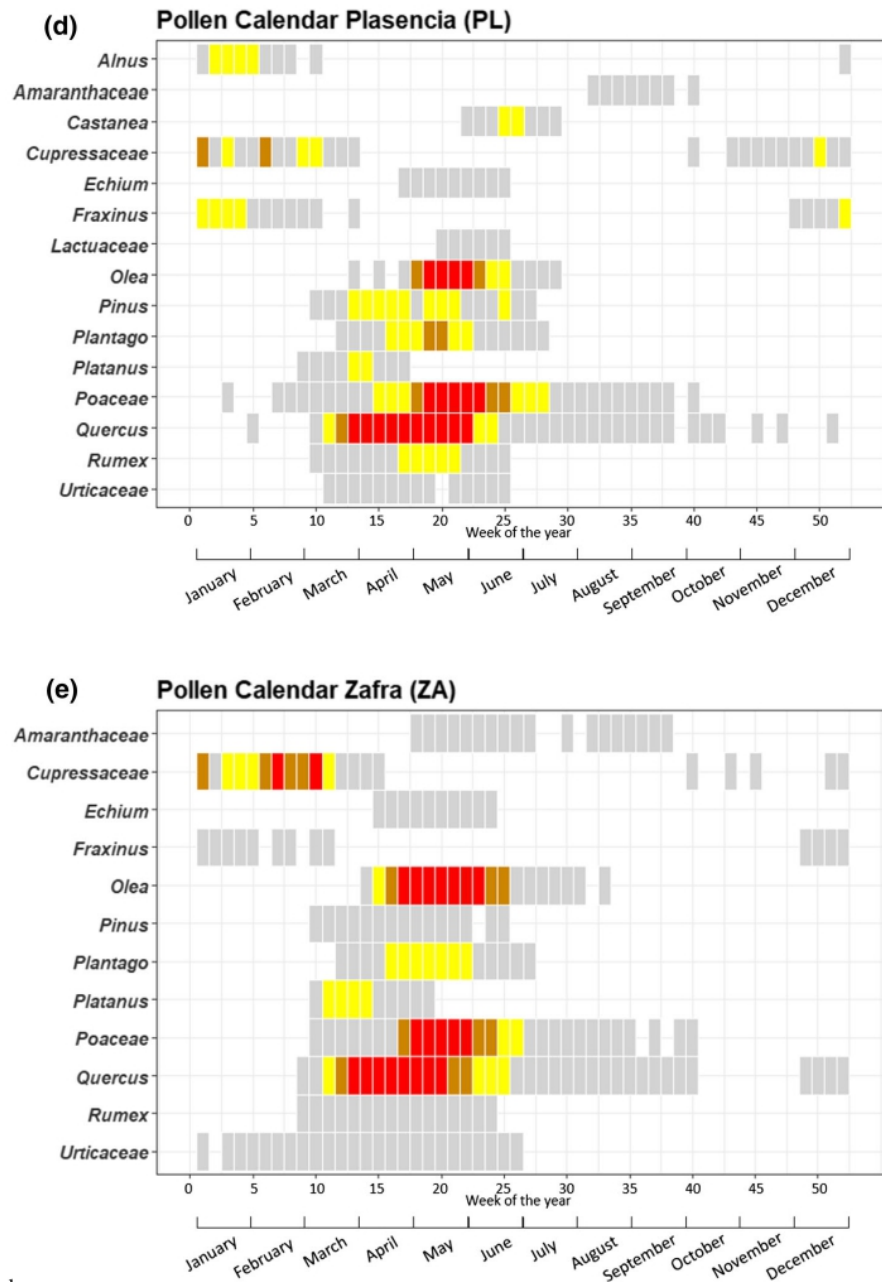 (d) Pollen Calendar Plasencia (PL)
Alnus
Amaranthaceae
Castanea
Cupressaceae
Echium
Fraxinus
Lactuaceae
Olea
Pinus
Plantago
Platanus
Poaceae
Quercus
Rumex
Urticaceae
0 5 10 15 20 25 30 35 40 45 50
Week of the year
January February March April May June July August September October November December
(e) Pollen Calendar Zafra (ZA)
Amaranthaceae
Cupressaceae
Echium
Fraxinus
Olea
Pinus
Plantago
Platanus
Poaceae
Quercus
Rumex
Urticaceae
0 5 10 15 20 25 30 35 40 45 50
Week of the year
January February March April May June July August September October November December